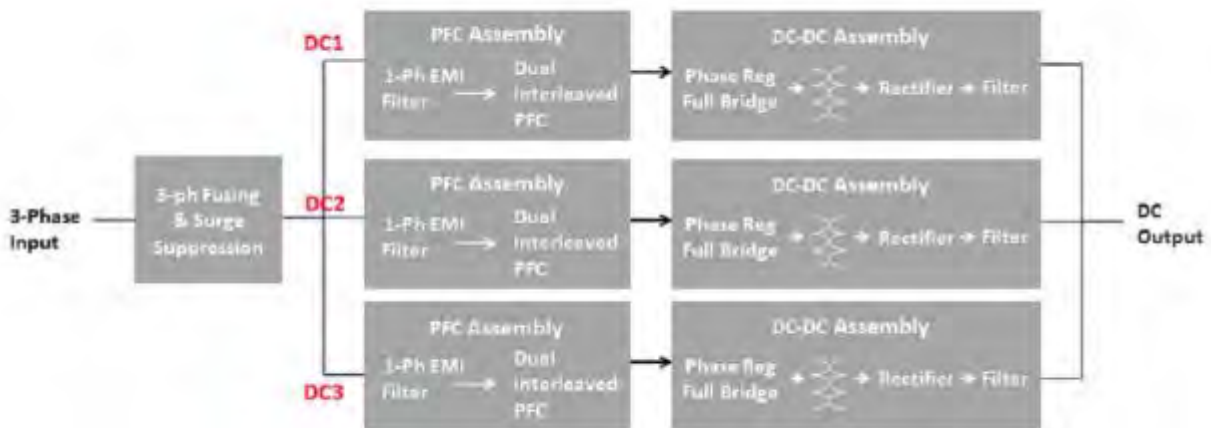 DC1
PFC Assembly
1-Ph EMI
Filter
Dual
Interleaved
PFC
DC-DC Assembly
Phase Reg
Full Bridge
Rectifier
Filter
3-Phase
Input
3-ph Fusing
& Surge
Suppression
DC2
PFC Assembly
1-Ph EMI
Filter
Dual
Interleaved
PFC
DC-DC Assembly
Phase Reg
Full Bridge
Rectifier
Filter
DC
Output
DC3
PFC Assembly
1-Ph EMI
Filter
Dual
Interleaved
PFC
DC-DC Assembly
Phase Reg
Full Bridge
Rectifier
Filter